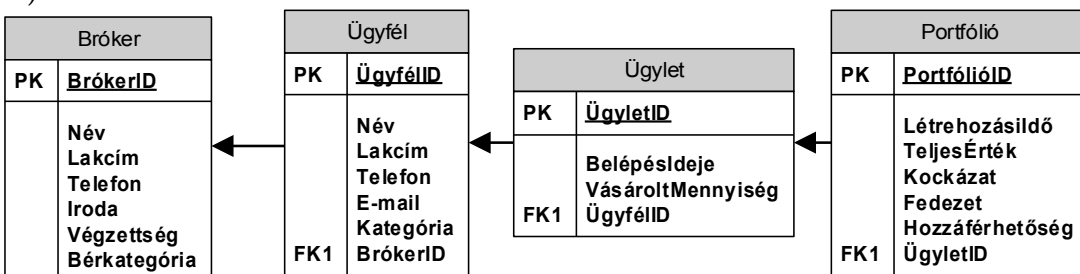 Bróker
PK BrókerID
Név
Lakcím
Telefon
Iroda
Végzettség
Bérkategória
Ügyfél
PK ÜgyfélID
Név
Lakcím
Telefon
E-mail
Kategória
FK1 BrókerID
Ügylet
PK ÜgyletID
BelépésIdeje
VásároltMennyiség
FK1 ÜgyfélID
Portfólió
PK PortfólióID
LétrehozásiIdő
TeljesÉrték
Kockázat
Fedezet
Hozzáférhetőség
FK1 ÜgyletID